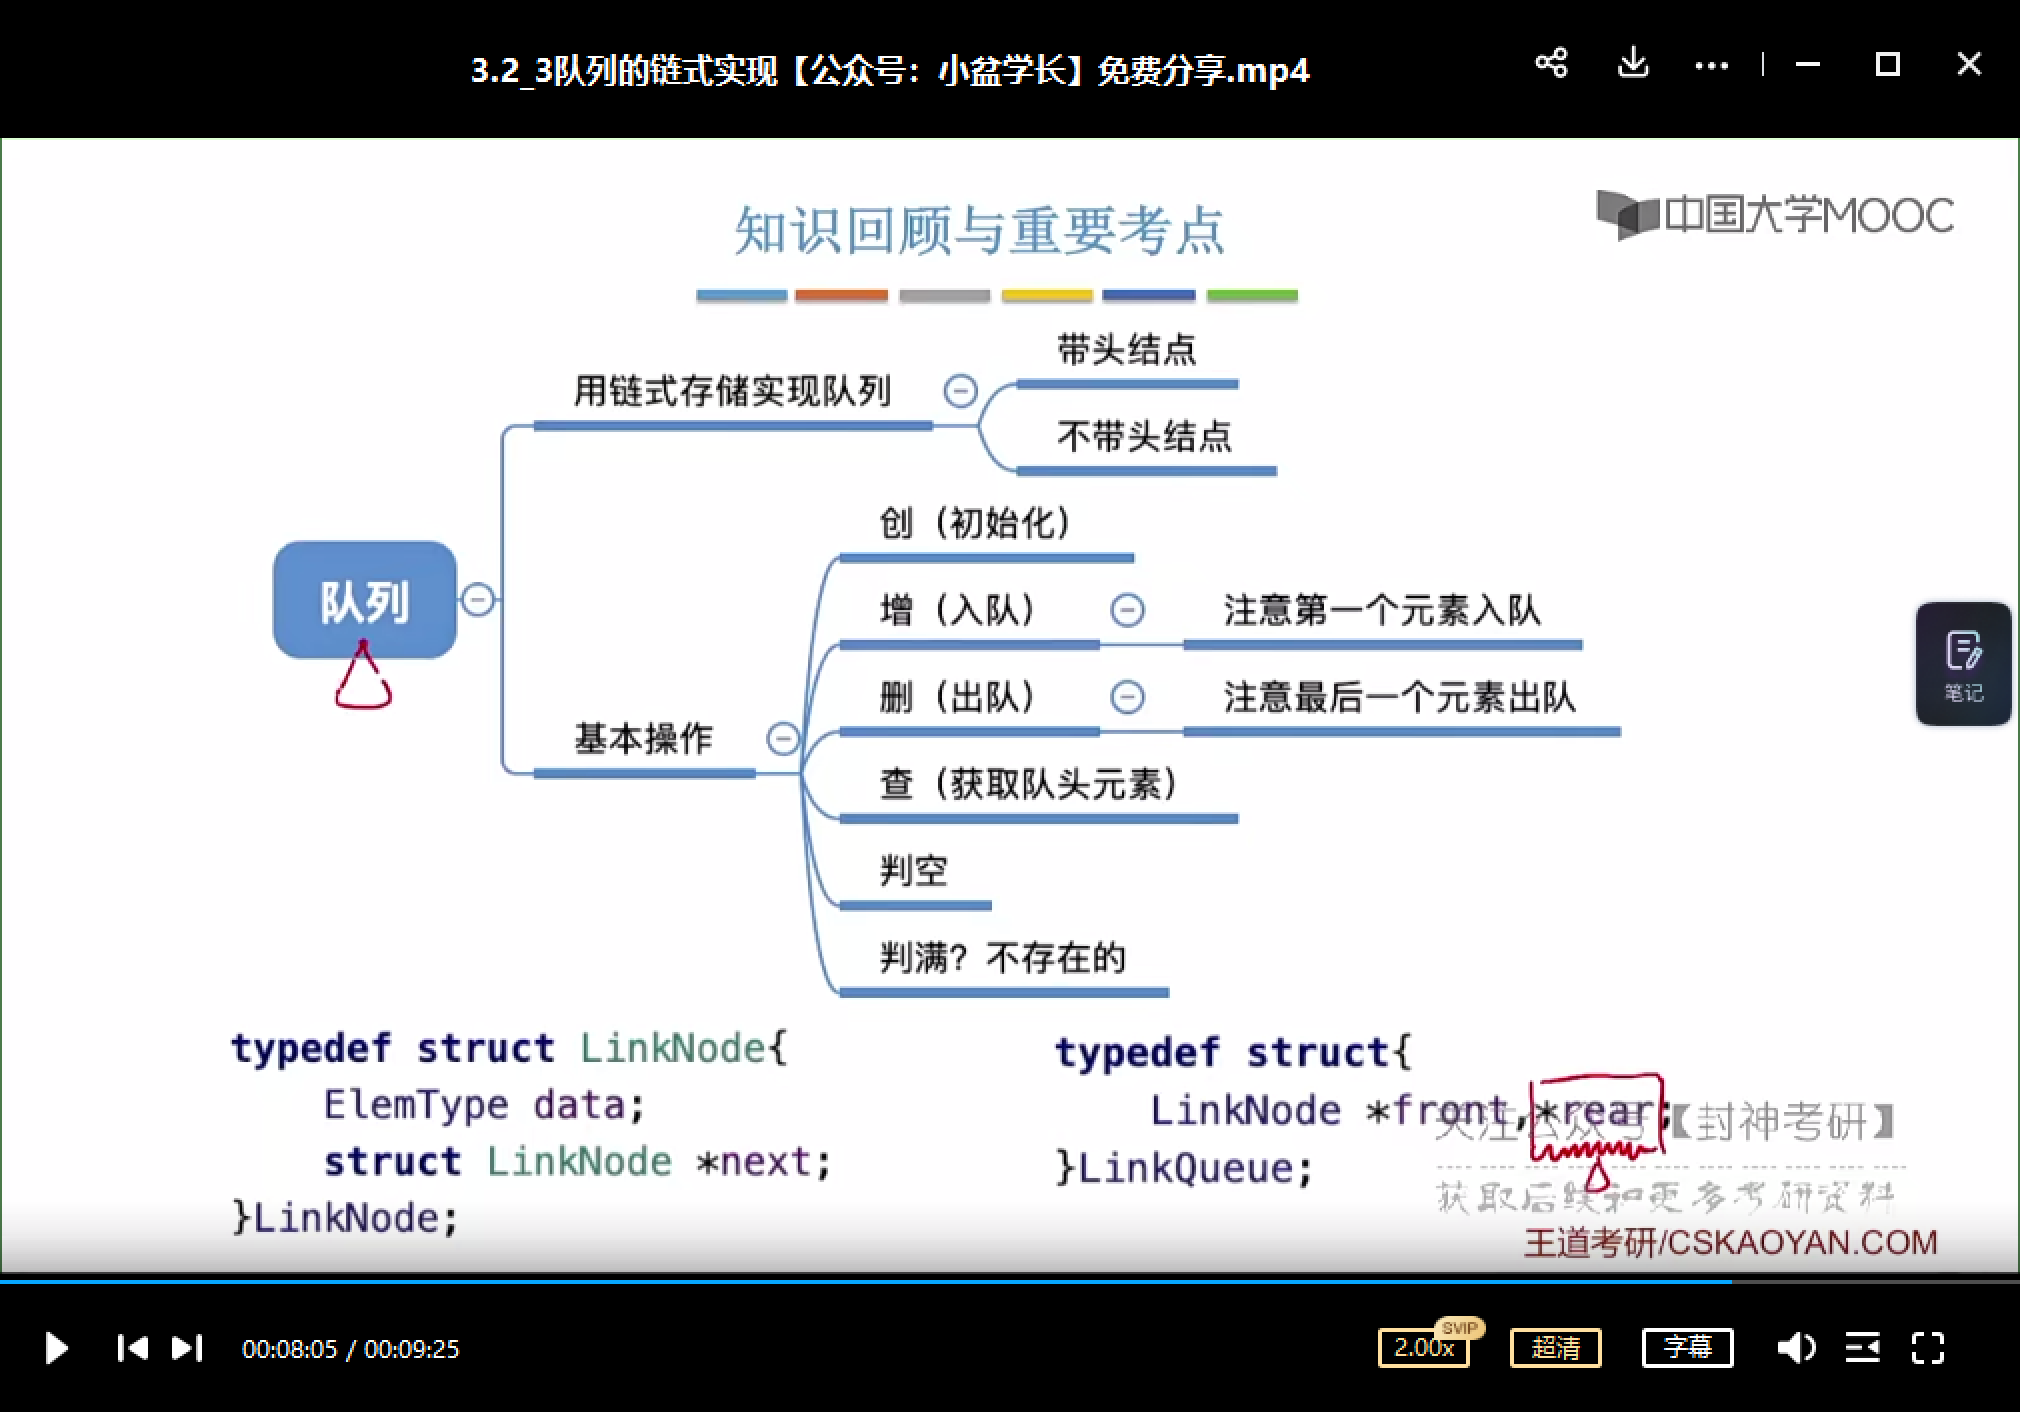 3.2_3队列的链式实现【公众号：小盆学长】免费分享.mp4
中国大学MOOC
知识回顾与重要考点
带头结点
用链式存储实现队列
不带头结点
创（初始化）
增（入队）
注意第一个元素入队
队列
删（出队）
注意最后一个元素出队
笔记
基本操作
查（获取队头元素）
判空
判满？不存在的
typedef struct LinkNode{
ElemType data;
struct LinkNode *next;
}LinkNode;
typedef struct{
LinkNode *front,*rear;
}LinkQueue;
关注公众号【封神考研】
获取后续和更多考研资料
王道考研/CSKAOYAN.COM
00:08:05 / 00:09:25
2.00x
SVIP
超清
字幕